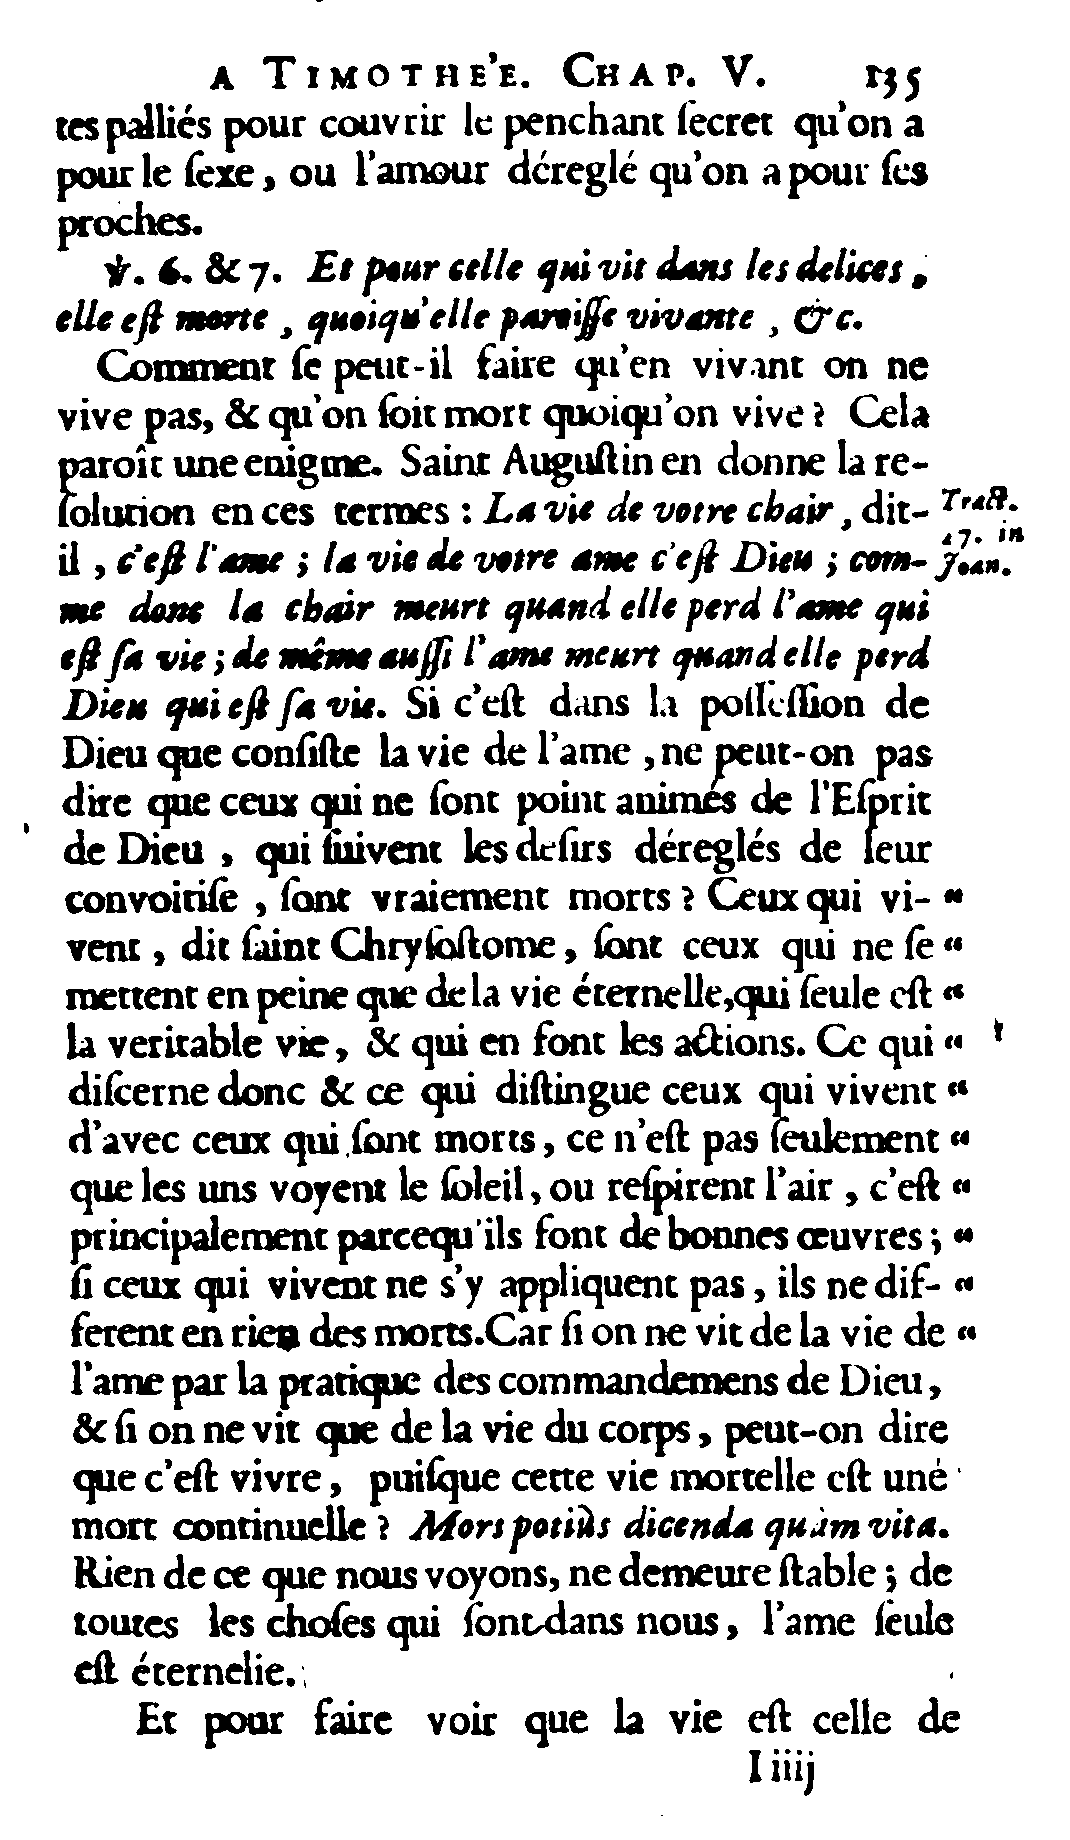 A TIMOTHE'E. CHAP. V. 135
tes palliés pour couvrir le penchant ſecret qu'on a
pour le ſexe, ou l'amour déreglé qu'on a pour ſes
proches.
℣. 6. & 7. Et pour celle qui vit dans les delices,
elle eſt morte, quoiqu'elle paroiſſe vivante, &c.
Comment ſe peut-il faire qu'en vivant on ne
vive pas, & qu'on ſoit mort quoiqu'on vive? Cela
paroît une enigme. Saint Auguſtin en donne la re-
ſolution en ces termes: La vie de votre chair, dit-
il, c'eſt l'ame; la vie de votre ame c'eſt Dieu; com-
me donc la chair meurt quand elle perd l'ame qui
eſt ſa vie; de même auſſi l'ame meurt quand elle perd
Dieu qui eſt ſa vie. Si c'eſt dans la poſſeſſion de
Dieu que conſiſte la vie de l'ame, ne peut-on pas
dire que ceux qui ne ſont point animés de l'Eſprit
de Dieu, qui ſuivent les deſirs déreglés de leur
convoitiſe, ſont vraiement morts? Ceux qui vi- “
vent, dit ſaint Chryſoſtome, ſont ceux qui ne ſe “
mettent en peine que de la vie éternelle, qui ſeule eſt “
la veritable vie, & qui en font les actions. Ce qui “
diſcerne donc & ce qui diſtingue ceux qui vivent “
d'avec ceux qui ſont morts, ce n'eſt pas ſeulement “
que les uns voyent le ſoleil, ou reſpirent l'air, c'eſt “
principalement parcequ'ils font de bonnes œuvres; “
ſi ceux qui vivent ne s'y appliquent pas, ils ne dif- “
ferent en rien des morts. Car ſi on ne vit de la vie de “
l'ame par la pratique des commandemens de Dieu,
& ſi on ne vit que de la vie du corps, peut-on dire
que c'eſt vivre, puiſque cette vie mortelle eſt une
mort continuelle? Mors potiùs dicenda quàm vita.
Rien de ce que nous voyons, ne demeure ſtable; de
toutes les choſes qui ſont dans nous, l'ame ſeule
eſt éternelle.
Et pour faire voir que la vie eſt celle de
I iiij
Tract.
47. in
Joan.